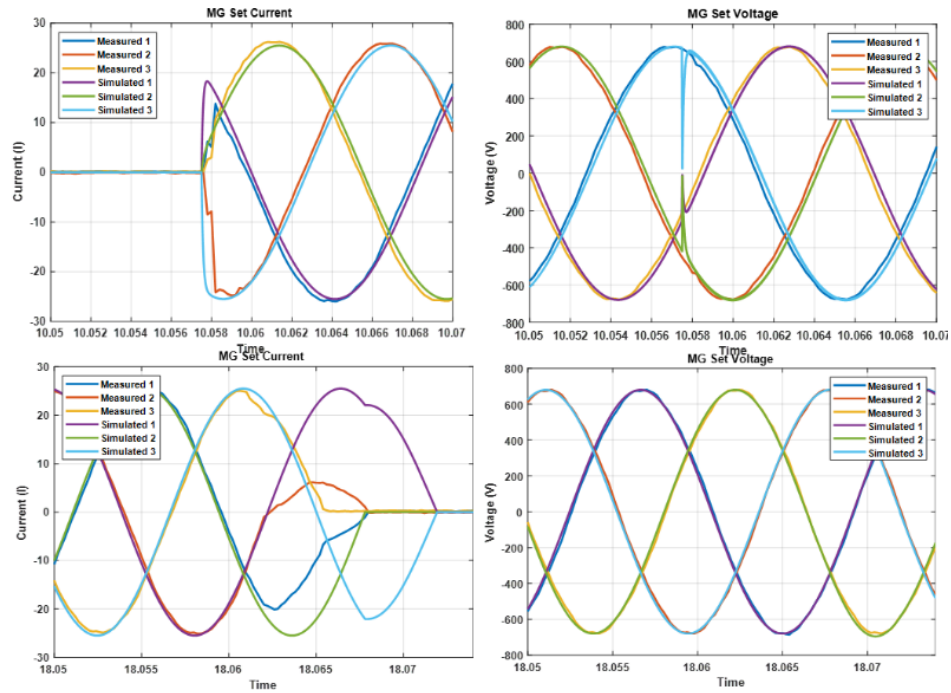 MG Set Current
30
20
10
0
-10
-20
-30
Current (I)
Measured 1
Measured 2
Measured 3
Simulated 1
Simulated 2
Simulated 3
10.05 10.052 10.054 10.056 10.058 10.06 10.062 10.064 10.066 10.068 10.07
Time
MG Set Voltage
800
600
400
200
0
-200
-400
-600
-800
Voltage (V)
Measured 1
Measured 2
Measured 3
Simulated 1
Simulated 2
Simulated 3
10.05 10.052 10.054 10.056 10.058 10.06 10.062 10.064 10.066 10.068 10.07
Time
MG Set Current
30
20
10
0
-10
-20
-30
Current (I)
Measured 1
Measured 2
Measured 3
Simulated 1
Simulated 2
Simulated 3
18.05 18.055 18.06 18.065 18.07
Time
MG Set Voltage
800
600
400
200
0
-200
-400
-600
-800
Voltage (V)
Measured 1
Measured 2
Measured 3
Simulated 1
Simulated 2
Simulated 3
18.05 18.055 18.06 18.065 18.07
Time